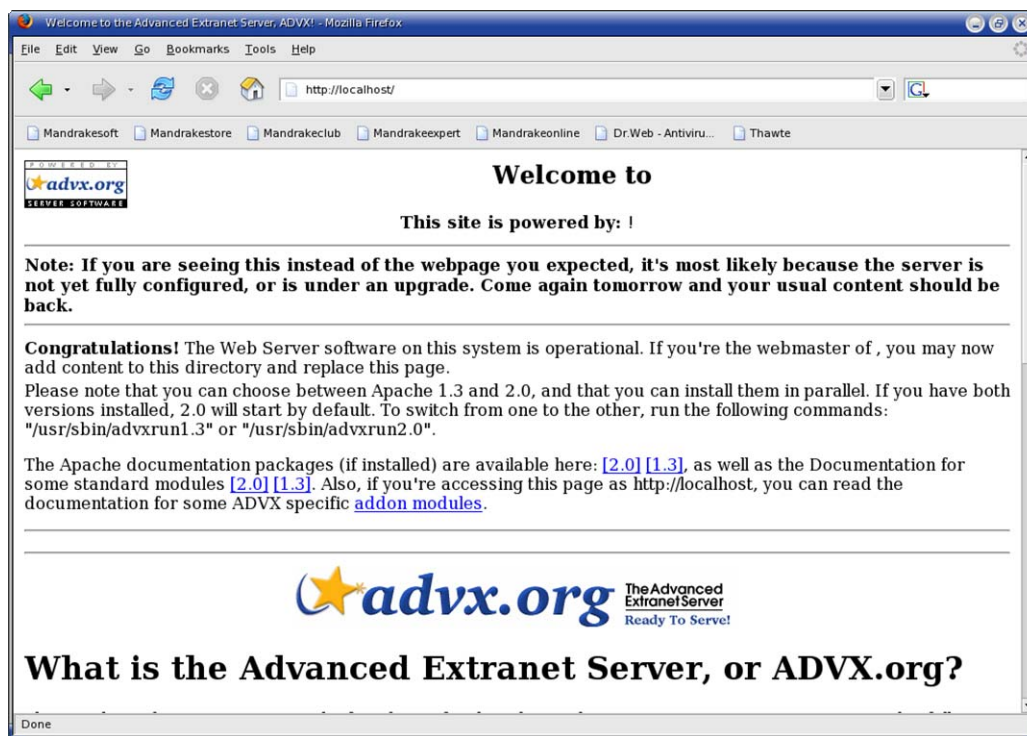 Welcome to the Advanced Extranet Server, ADVX! - Mozilla Firefox
File Edit View Go Bookmarks Tools Help
http://localhost/
G
Mandrakesoft Mandrakestore Mandrakeclub Mandrakeexpert Mandrakeonline Dr.Web - Antiviru... Thawte
POWERED BY
advx.org
SERVER SOFTWARE
Welcome to
This site is powered by: !
Note: If you are seeing this instead of the webpage you expected, it's most likely because the server is
not yet fully configured, or is under an upgrade. Come again tomorrow and your usual content should be
back.
Congratulations! The Web Server software on this system is operational. If you're the webmaster of , you may now
add content to this directory and replace this page.
Please note that you can choose between Apache 1.3 and 2.0, and that you can install them in parallel. If you have both
versions installed, 2.0 will start by default. To switch from one to the other, run the following commands:
"/usr/sbin/advxrun1.3" or "/usr/sbin/advxrun2.0".
The Apache documentation packages (if installed) are available here: [2.0] [1.3], as well as the Documentation for
some standard modules [2.0] [1.3]. Also, if you're accessing this page as http://localhost, you can read the
documentation for some ADVX specific addon modules.
advx.org
The Advanced
Extranet Server
Ready To Serve!
What is the Advanced Extranet Server, or ADVX.org?
Done